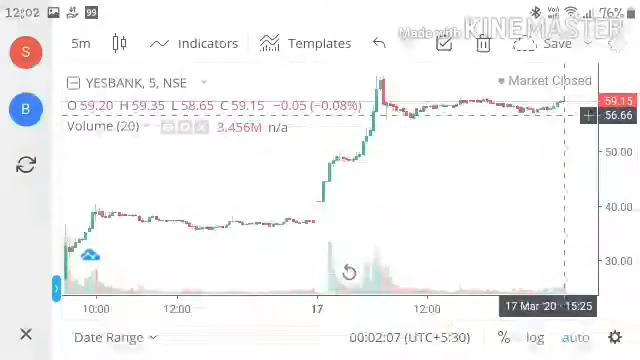 12:02 99 76%
Made with KINEMASTER
5m Indicators Templates Save
S
B
YESBANK, 5, NSE
Market Closed
O 59.20 H 59.35 L 58.65 C 59.15 −0.05 (−0.08%)
59.15
56.66
Volume (20) 3.456M n/a
50.00
40.00
30.00
10:00 12:00 17 12:00 17 Mar '20 - 15:25
Date Range 00:02:07 (UTC+5:30) % log auto